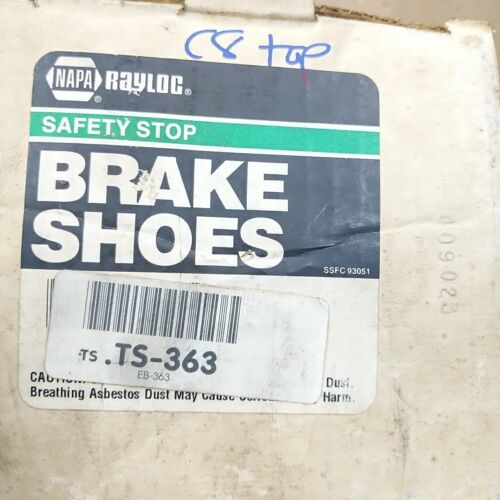 C8 top
NAPA RAYLOC
SAFETY STOP
BRAKE
SHOES
SSFC 93051
TS .TS-363
EB-363
Dust.
Breathing Asbestos Dust May Cause Harm.
809023